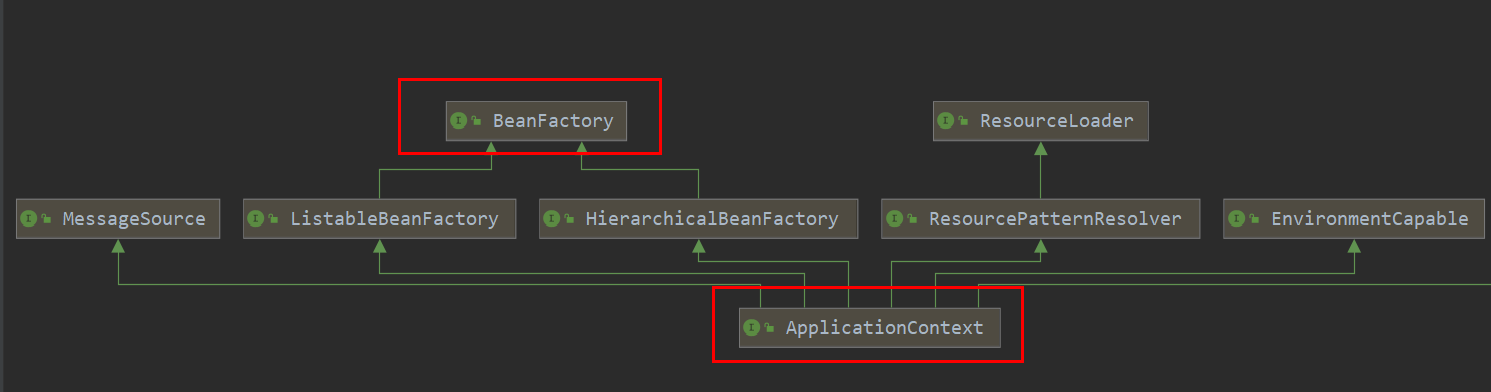 BeanFactory
ResourceLoader
MessageSource
ListableBeanFactory
HierarchicalBeanFactory
ResourcePatternResolver
EnvironmentCapable
ApplicationContext